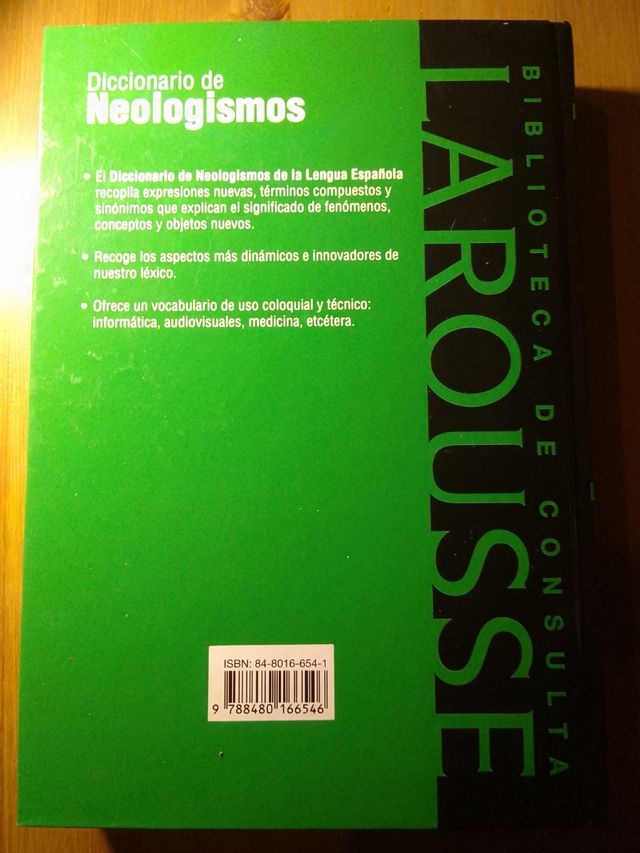 Diccionario de
Neologismos
• El Diccionario de Neologismos de la Lengua Española
recopila expresiones nuevas, términos compuestos y
sinónimos que explican el significado de fenómenos,
conceptos y objetos nuevos.
• Recoge los aspectos más dinámicos e innovadores de
nuestro léxico.
• Ofrece un vocabulario de uso coloquial y técnico:
informática, audiovisuales, medicina, etcétera.
ISBN: 84-8016-654-1
9 788480 166546
LAROUSSE
BIBLIOTECA DE CONSULTA